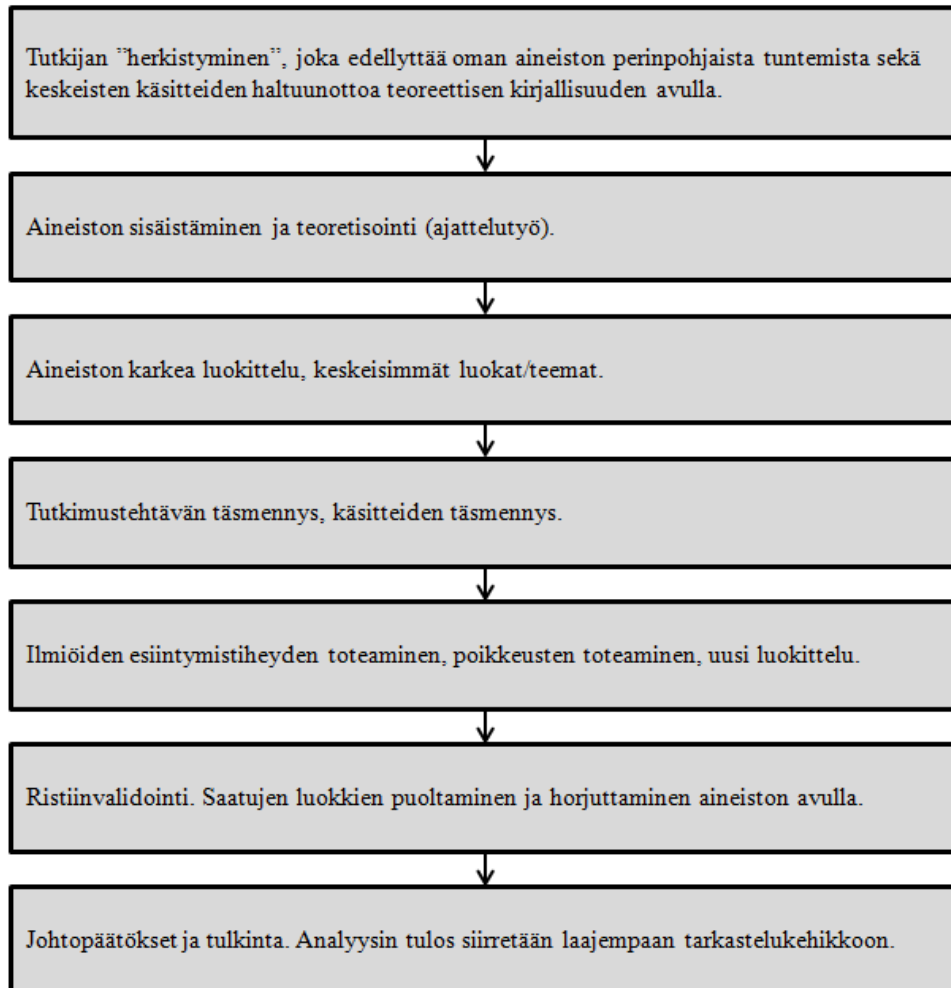 Tutkijan ”herkistyminen”, joka edellyttää oman aineiston perinpohjaista tuntemista sekä
keskeisten käsitteiden haltuunottoa teoreettisen kirjallisuuden avulla.
Aineiston sisäistäminen ja teoretisointi (ajattelutyö).
Aineiston karkea luokittelu, keskeisimmät luokat/teemat.
Tutkimustehtävän täsmennys, käsitteiden täsmennys.
Ilmiöiden esiintymistiheyden toteaminen, poikkeusten toteaminen, uusi luokittelu.
Ristiinvalidointi. Saatujen luokkien puoltaminen ja horjuttaminen aineiston avulla.
Johtopäätökset ja tulkinta. Analyysin tulos siirretään laajempaan tarkastelukehikkoon.